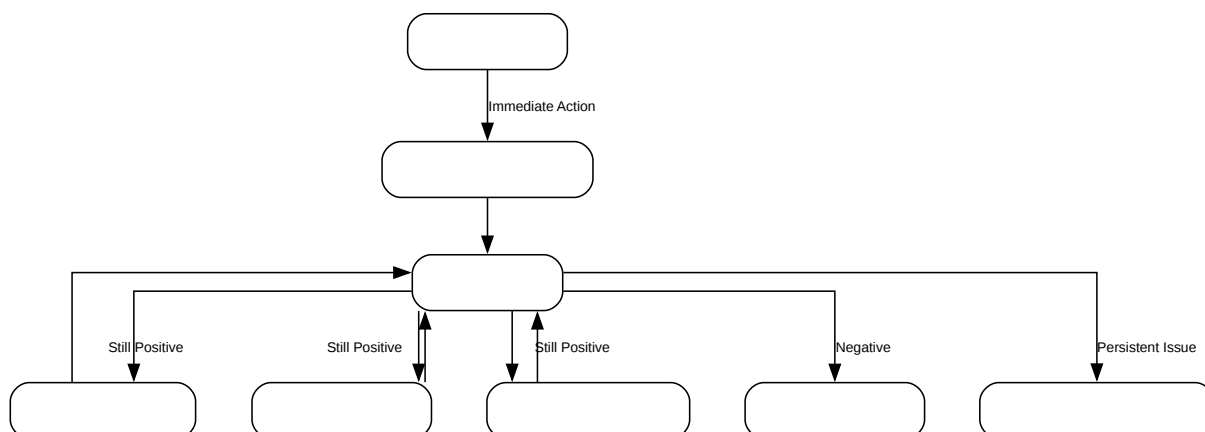 Immediate Action
Still Positive
Still Positive
Still Positive
Negative
Persistent Issue